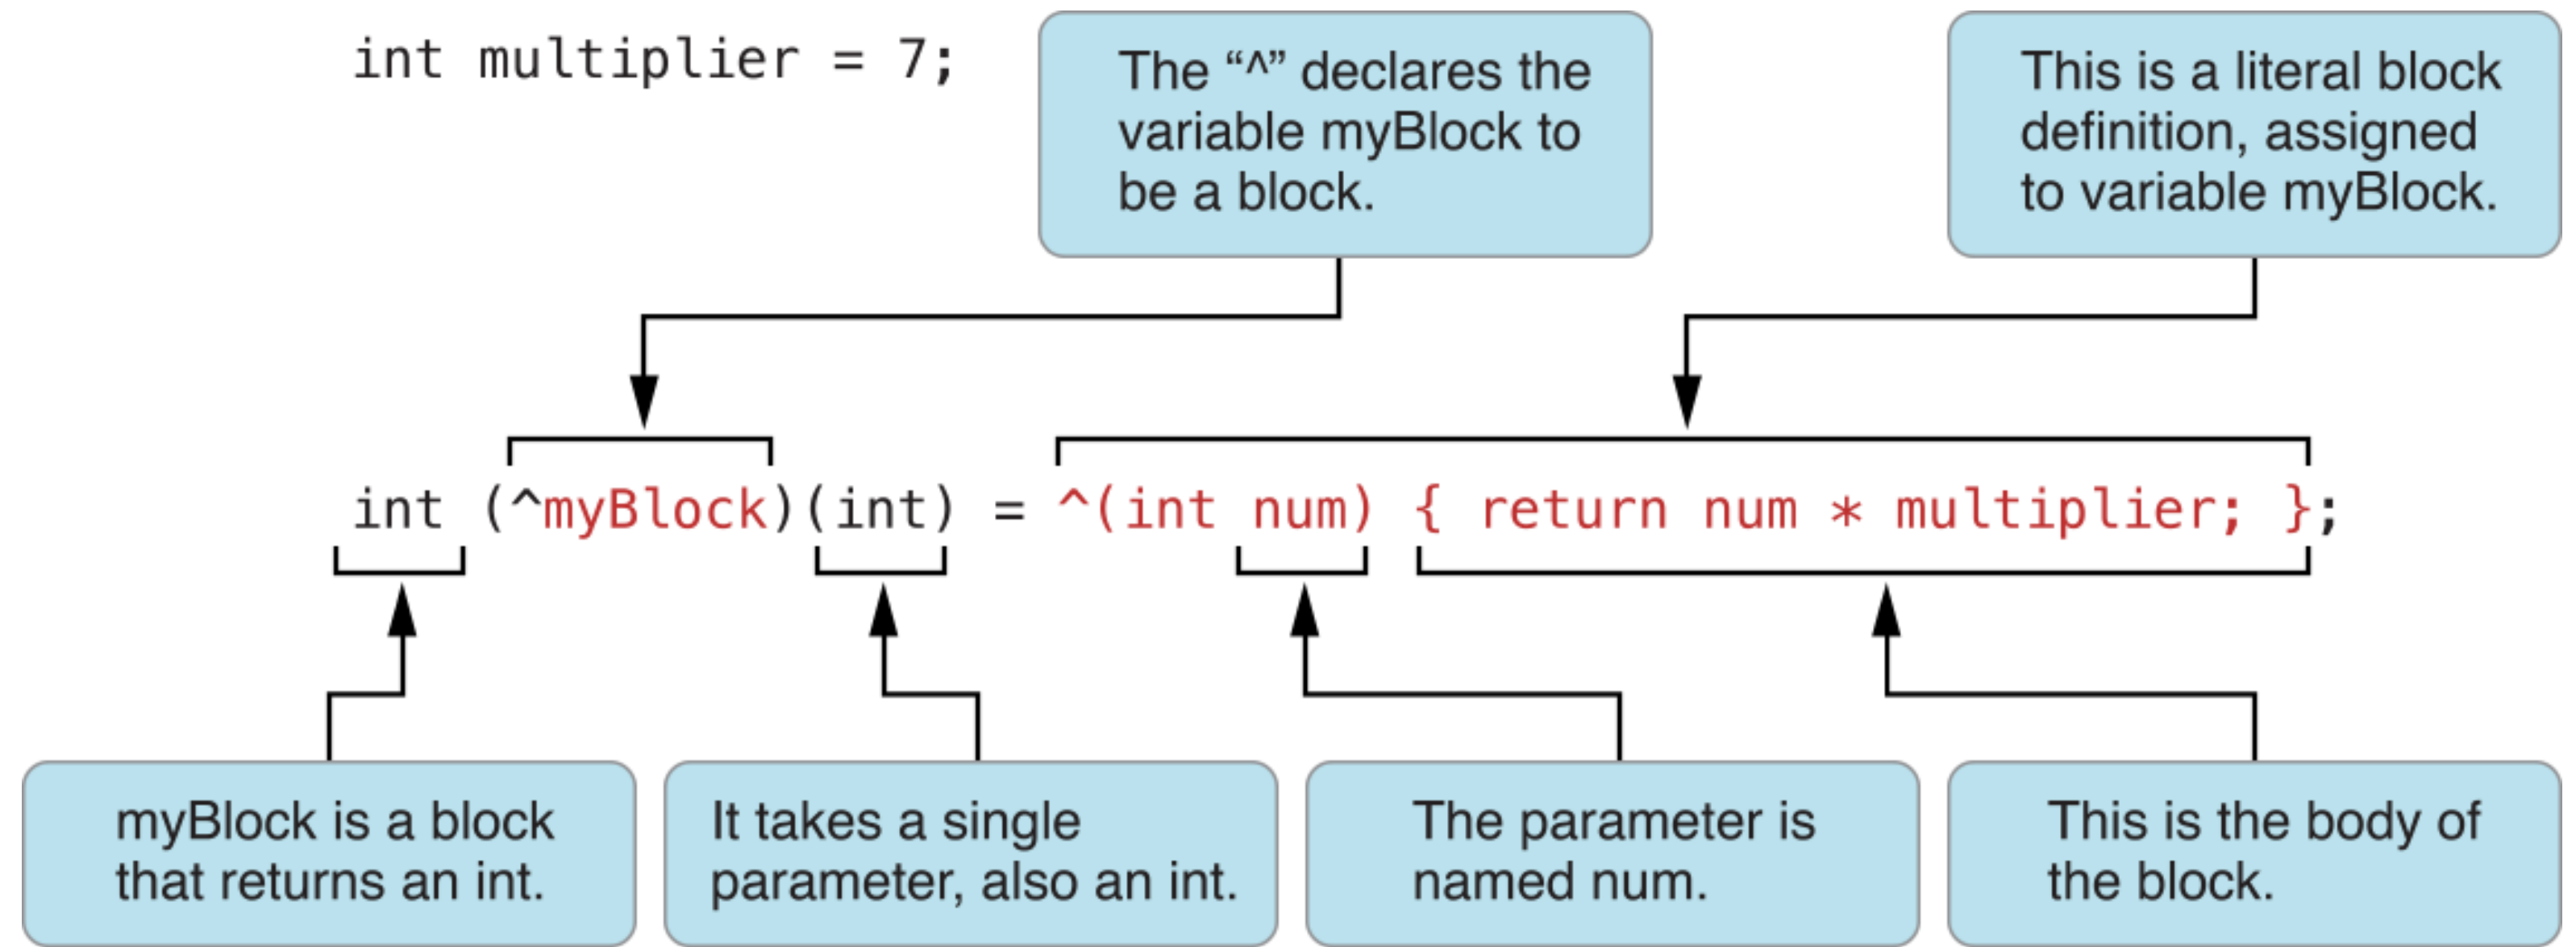 int multiplier = 7;
The “^” declares the
variable myBlock to
be a block.
This is a literal block
definition, assigned
to variable myBlock.
int (^myBlock)(int) = ^(int num) { return num * multiplier; };
myBlock is a block
that returns an int.
It takes a single
parameter, also an int.
The parameter is
named num.
This is the body of
the block.